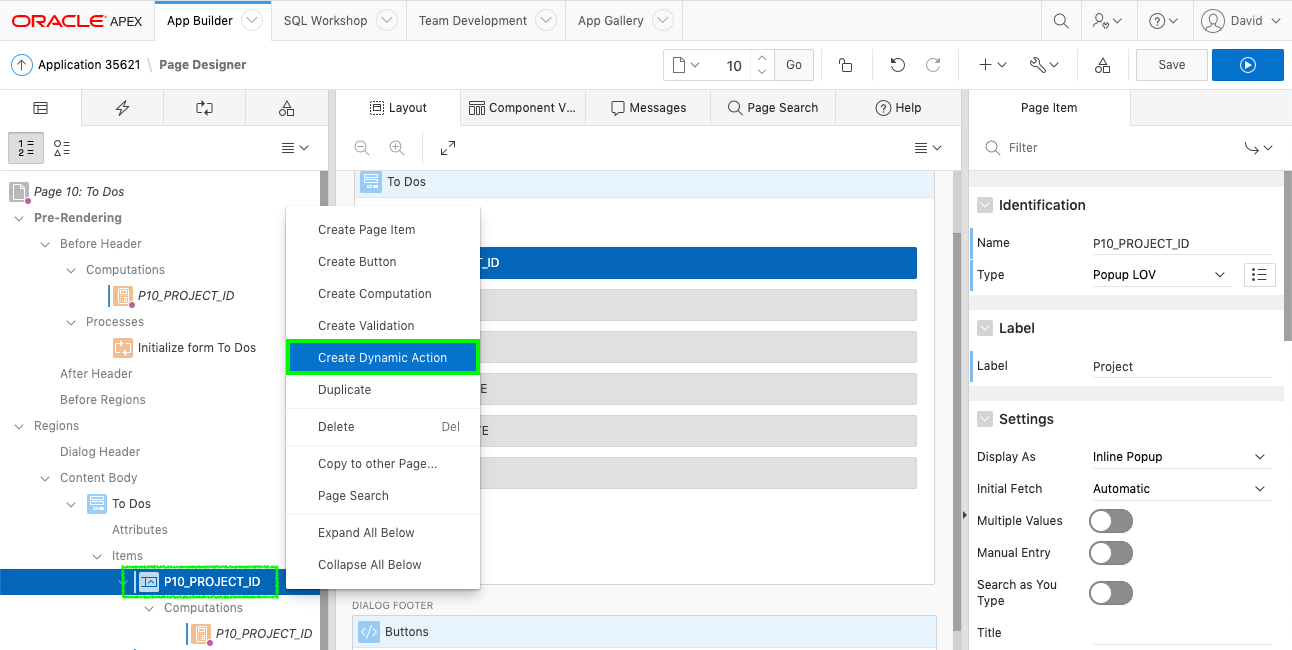 ORACLE APEX App Builder SQL Workshop Team Development App Gallery David
Application 35621 \ Page Designer 10 Go Save
Layout Component V... Messages Page Search Help Page Item
Filter
Page 10: To Dos
Pre-Rendering
Before Header
Computations
P10_PROJECT_ID
Processes
Initialize form To Dos
After Header
Before Regions
Regions
Dialog Header
Content Body
To Dos
Attributes
Items
P10_PROJECT_ID
Computations
P10_PROJECT_ID
Create Page Item
Create Button
Create Computation
Create Validation
Create Dynamic Action
Duplicate
Delete Del
Copy to other Page...
Page Search
Expand All Below
Collapse All Below
To Dos
T_ID
E
TE
DIALOG FOOTER
Buttons
Identification
Name P10_PROJECT_ID
Type Popup LOV
Label
Label Project
Settings
Display As Inline Popup
Initial Fetch Automatic
Multiple Values
Manual Entry
Search as You
Type
Title